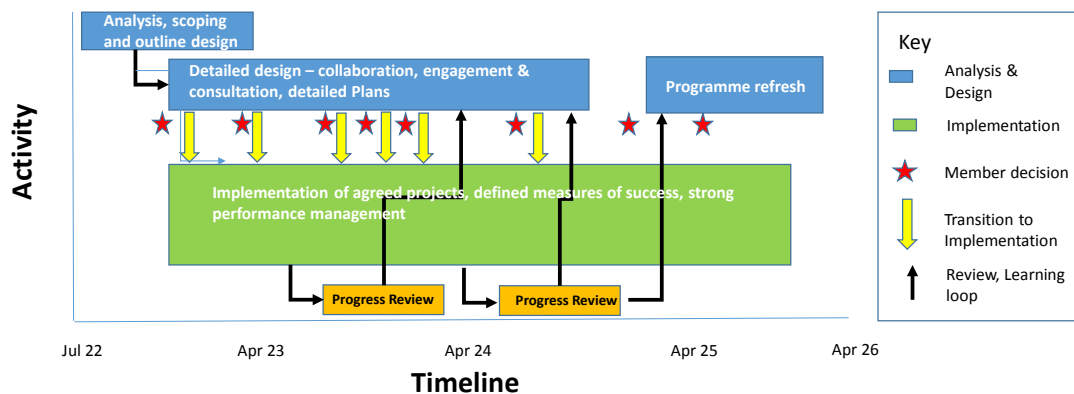 Analysis, scoping
and outline design
Detailed design – collaboration, engagement &
consultation, detailed Plans
Programme refresh
Implementation of agreed projects, defined measures of success, strong
performance management
Progress Review
Progress Review
Activity
Jul 22
Apr 23
Apr 24
Apr 25
Apr 26
Timeline
Key
Analysis &
Design
Implementation
Member decision
Transition to
Implementation
Review, Learning
loop